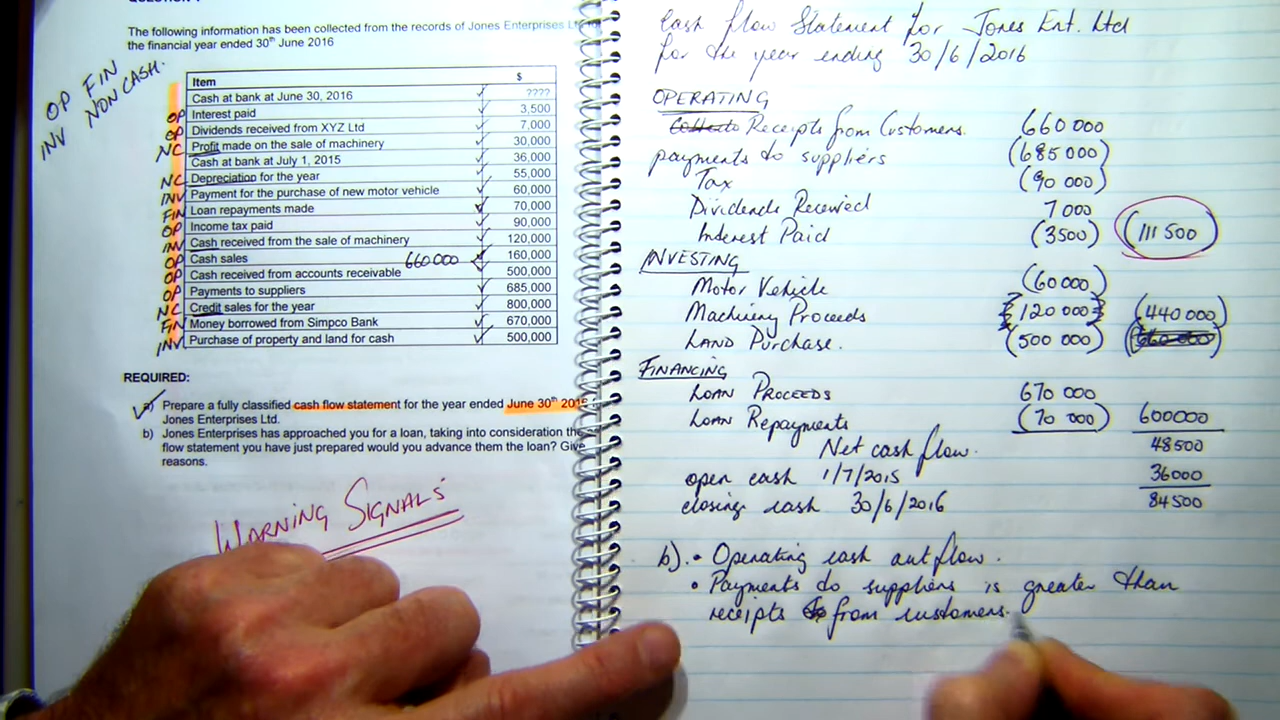 The following information has been collected from the records of Jones Enterprises Lt
the financial year ended 30th June 2016
OP FIN
INV NON CASH.
Item $
Cash at bank at June 30, 2016 ✓ ????
OP Interest paid ✓ 3,500
OP Dividends received from XYZ Ltd ✓ 7,000
NC Profit made on the sale of machinery ✓ 30,000
Cash at bank at July 1, 2015 ✓ 36,000
NC Depreciation for the year ✓ 55,000
INV Payment for the purchase of new motor vehicle ✓ 60,000
FIN Loan repayments made ✓ 70,000
OP Income tax paid ✓ 90,000
INV Cash received from the sale of machinery ✓ 120,000
OP Cash sales 660 000 ✓ 160,000
OP Cash received from accounts receivable 500,000
OP Payments to suppliers ✓ 685,000
NC Credit sales for the year ✓ 800,000
FIN Money borrowed from Simpco Bank ✓ 670,000
INV Purchase of property and land for cash ✓ 500,000
REQUIRED:
a) Prepare a fully classified cash flow statement for the year ended June 30th 201
Jones Enterprises Ltd.
b) Jones Enterprises has approached you for a loan, taking into consideration the
flow statement you have just prepared would you advance them the loan? Give
reasons.
WARNING SIGNALS
Cash flow Statement for Jones Ent. Ltd
for the year ending 30/6/2016
OPERATING
Receipts from Customers. 660 000
payments to suppliers (685 000)
Tax (90 000)
Dividends Received 7 000
Interest Paid (3500) (111 500)
INVESTING
Motor Vehicle (60 000)
Machinery Proceeds 120 000 (440 000)
LAND PURCHASE. (500 000)
FINANCING
LOAN PROCEEDS 670 000
LOAN Repayments (70 000) 600000
Net cash flow. 48500
open cash 1/7/2015 36000
closing cash 30/6/2016 84500
b). • Operating cash outflow.
• Payments to suppliers is greater than
receipts from customers.